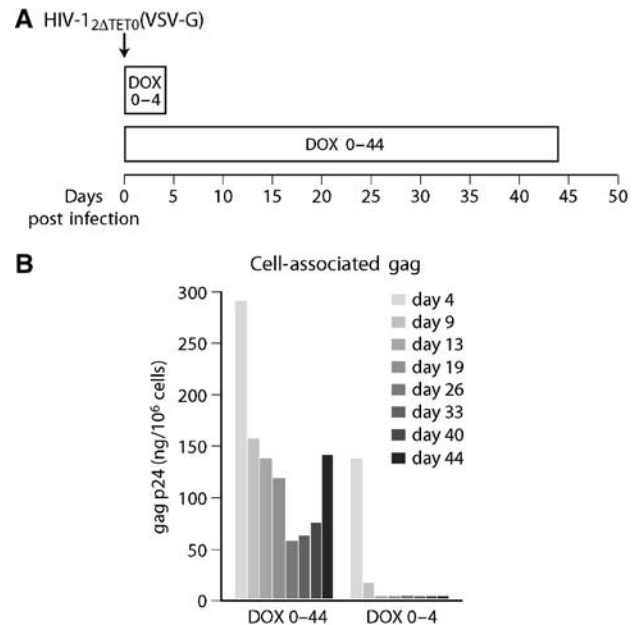 A HIV-1₂ΔTET0(VSV-G)
DOX
0–4
DOX 0–44
Days
post infection
0 5 10 15 20 25 30 35 40 45 50
B
Cell-associated gag
gag p24 (ng/10⁶ cells)
300
250
200
150
100
50
0
day 4
day 9
day 13
day 19
day 26
day 33
day 40
day 44
DOX 0–44 DOX 0–4